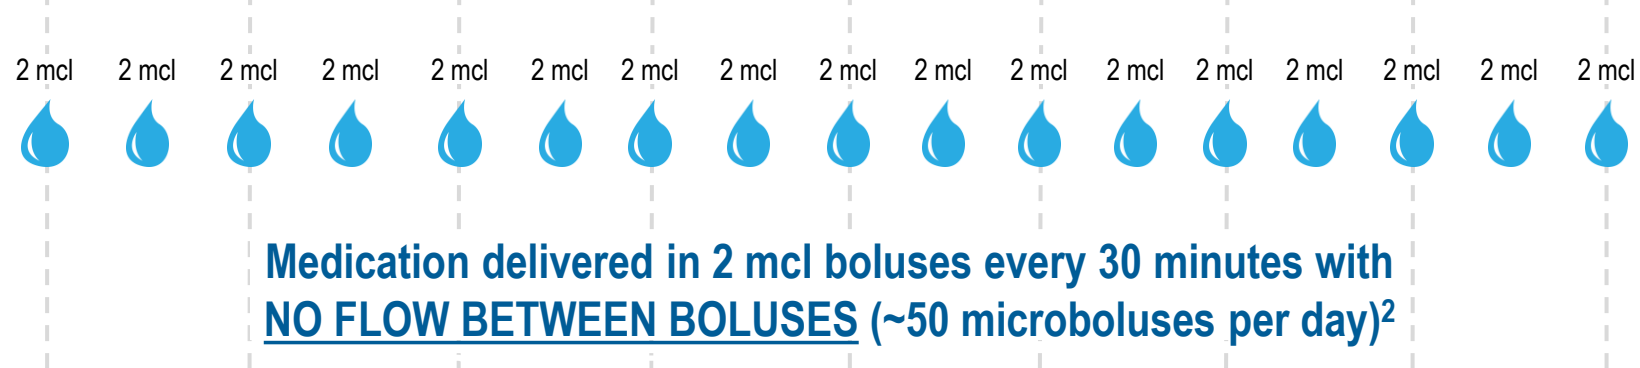 2 mcl 2 mcl 2 mcl 2 mcl 2 mcl 2 mcl 2 mcl 2 mcl 2 mcl 2 mcl 2 mcl 2 mcl 2 mcl 2 mcl 2 mcl 2 mcl 2 mcl
Medication delivered in 2 mcl boluses every 30 minutes with
NO FLOW BETWEEN BOLUSES (~50 microboluses per day)²